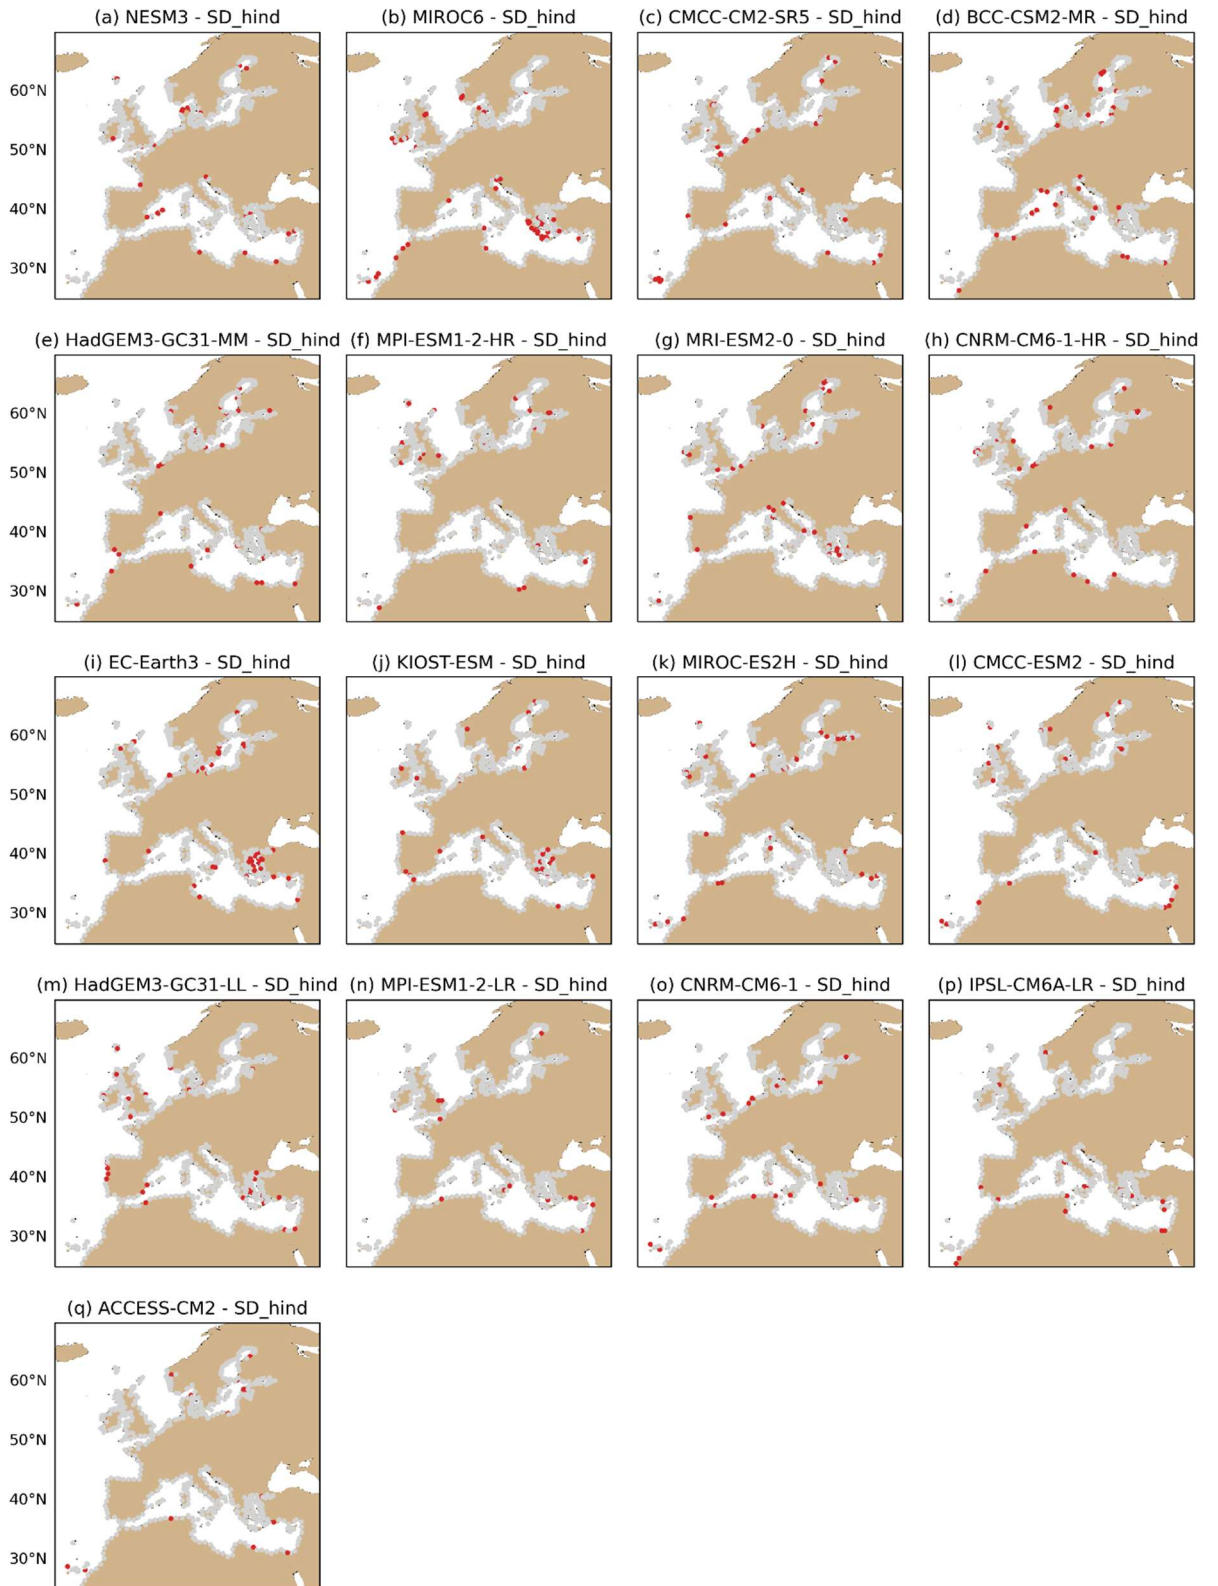 (a) NESM3 - SD_hind (b) MIROC6 - SD_hind (c) CMCC-CM2-SR5 - SD_hind (d) BCC-CSM2-MR - SD_hind
60°N
50°N
40°N
30°N
(e) HadGEM3-GC31-MM - SD_hind (f) MPI-ESM1-2-HR - SD_hind (g) MRI-ESM2-0 - SD_hind (h) CNRM-CM6-1-HR - SD_hind
60°N
50°N
40°N
30°N
(i) EC-Earth3 - SD_hind (j) KIOST-ESM - SD_hind (k) MIROC-ES2H - SD_hind (l) CMCC-ESM2 - SD_hind
60°N
50°N
40°N
30°N
(m) HadGEM3-GC31-LL - SD_hind (n) MPI-ESM1-2-LR - SD_hind (o) CNRM-CM6-1 - SD_hind (p) IPSL-CM6A-LR - SD_hind
60°N
50°N
40°N
30°N
(q) ACCESS-CM2 - SD_hind
60°N
50°N
40°N
30°N